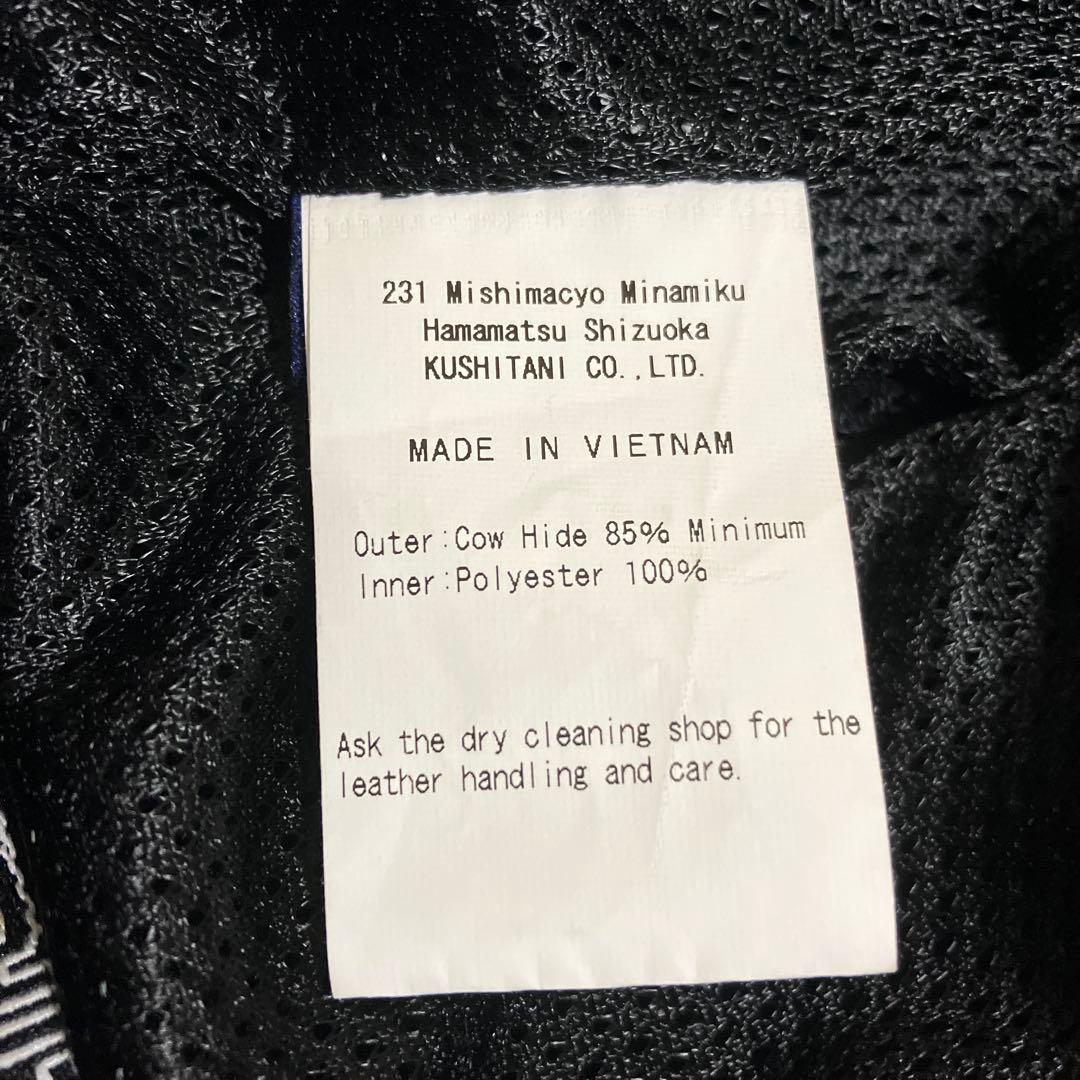 231 Mishimacyo Minamiku
Hamamatsu Shizuoka
KUSHITANI CO.,LTD.
MADE IN VIETNAM
Outer:Cow Hide 85% Minimum
Inner:Polyester 100%
Ask the dry cleaning shop for the
leather handling and care.